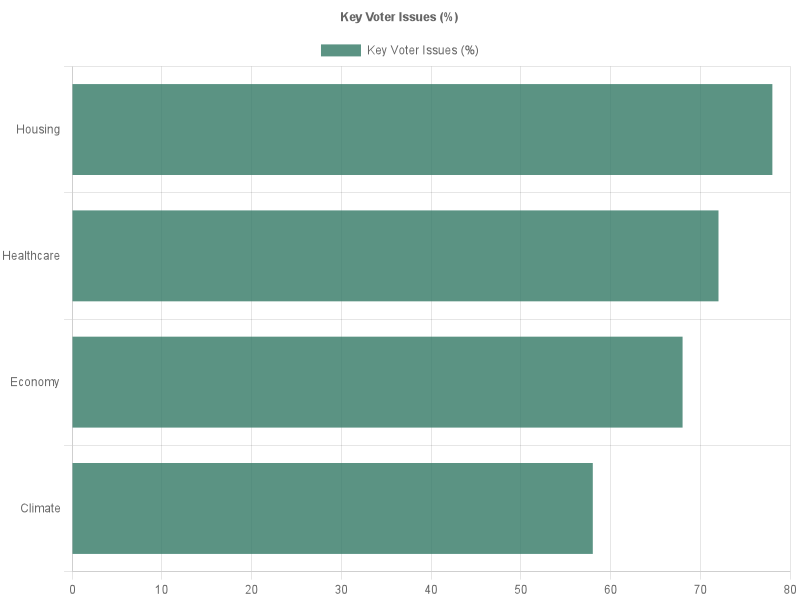 Key Voter Issues (%)
Key Voter Issues (%)
Housing
Healthcare
Economy
Climate
0 10 20 30 40 50 60 70 80